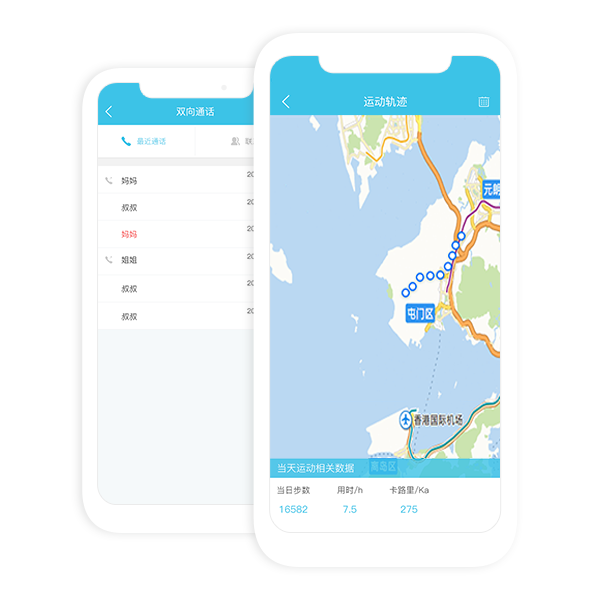 双向通话
最近通话
联
妈妈 20
叔叔 20
妈妈 20
姐姐 20
叔叔 20
叔叔 20
运动轨迹
元朗
屯门区
香港国际机场
离岛区
当天运动相关数据
当日步数 用时/h 卡路里/Ka
16582 7.5 275